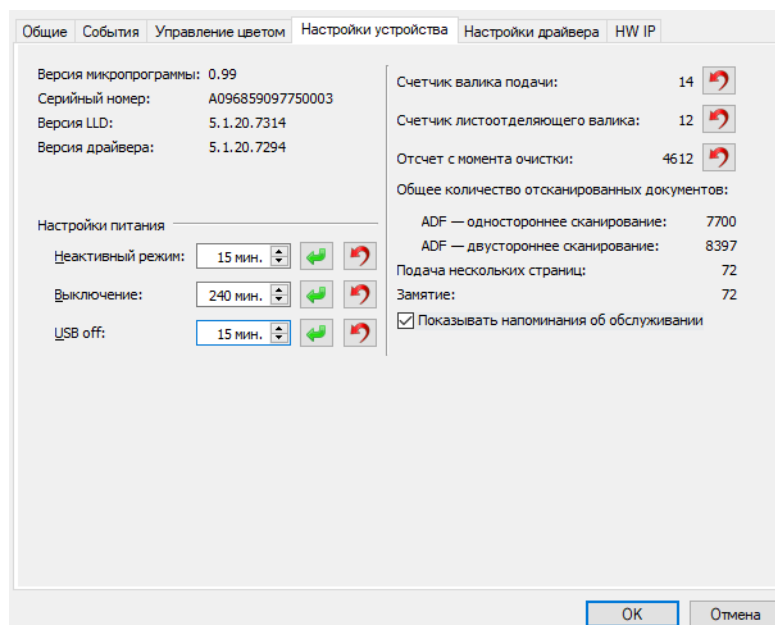 Общие События Управление цветом Настройки устройства Настройки драйвера HW IP
Версия микропрограммы: 0.99
Серийный номер: A096859097750003
Версия LLD: 5.1.20.7314
Версия драйвера: 5.1.20.7294
Настройки питания
Неактивный режим: 15 мин.
Выключение: 240 мин.
USB off: 15 мин.
Счетчик валика подачи: 14
Счетчик листоотделяющего валика: 12
Отсчет с момента очистки: 4612
Общее количество отсканированных документов:
ADF — одностороннее сканирование: 7700
ADF — двустороннее сканирование: 8397
Подача нескольких страниц: 72
Замятие: 72
Показывать напоминания об обслуживании
OK Отмена